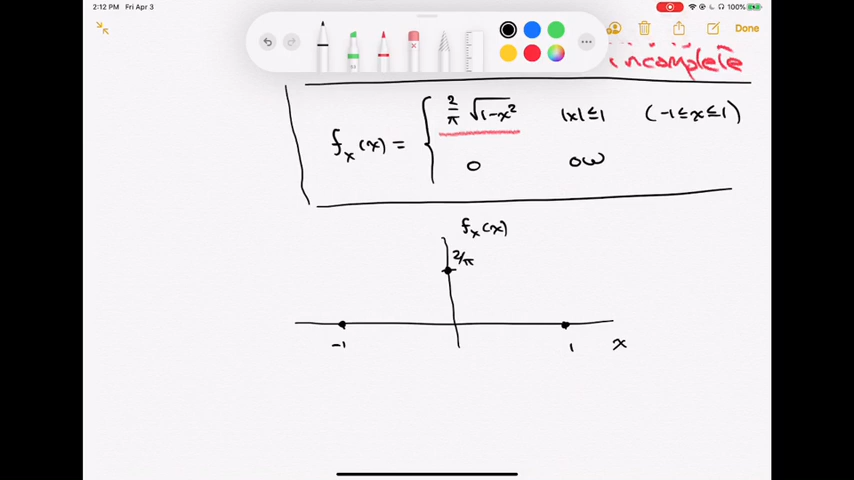 2:12 PM Fri Apr 3
100%
Done
incomplete
f_x(x) = { 2/π √(1-x²) |x| ≤ 1 (-1 ≤ x ≤ 1)
0 ow
f_x(x)
2/π
-1 1 x